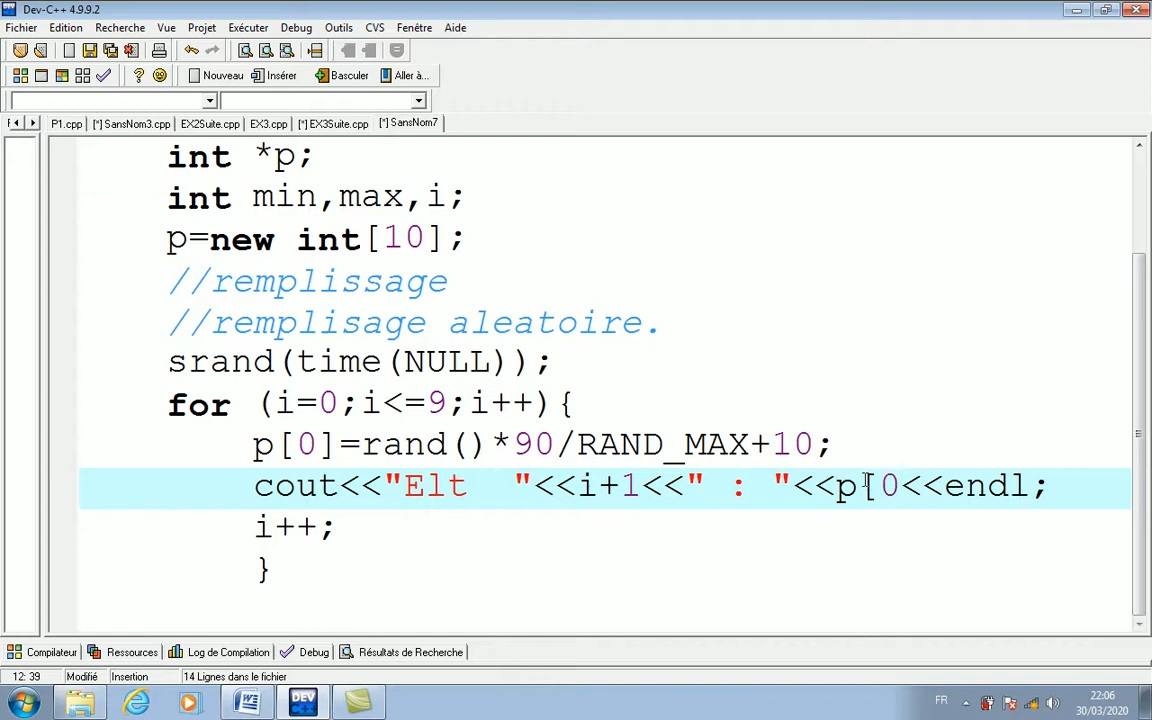 Dev-C++ 4.9.9.2
Fichier Edition Recherche Vue Projet Exécuter Debug Outils CVS Fenêtre Aide
Nouveau Insérer Basculer Aller à...
P1.cpp [*] SansNom3.cpp EX2Suite.cpp EX3.cpp [*] EX3Suite.cpp [*] SansNom7
int *p;
int min,max,i;
p=new int[10];
//remplissage
//remplisage aleatoire.
srand(time(NULL));
for (i=0;i<=9;i++){
p[0]=rand()*90/RAND_MAX+10;
cout<<"Elt  "<<i+1<<" : "<<p[0<<endl;
i++;
}
Compilateur Ressources Log de Compilation Debug Résultats de Recherche
12: 39 Modifié Insertion 14 Lignes dans le fichier
FR 22:06
30/03/2020